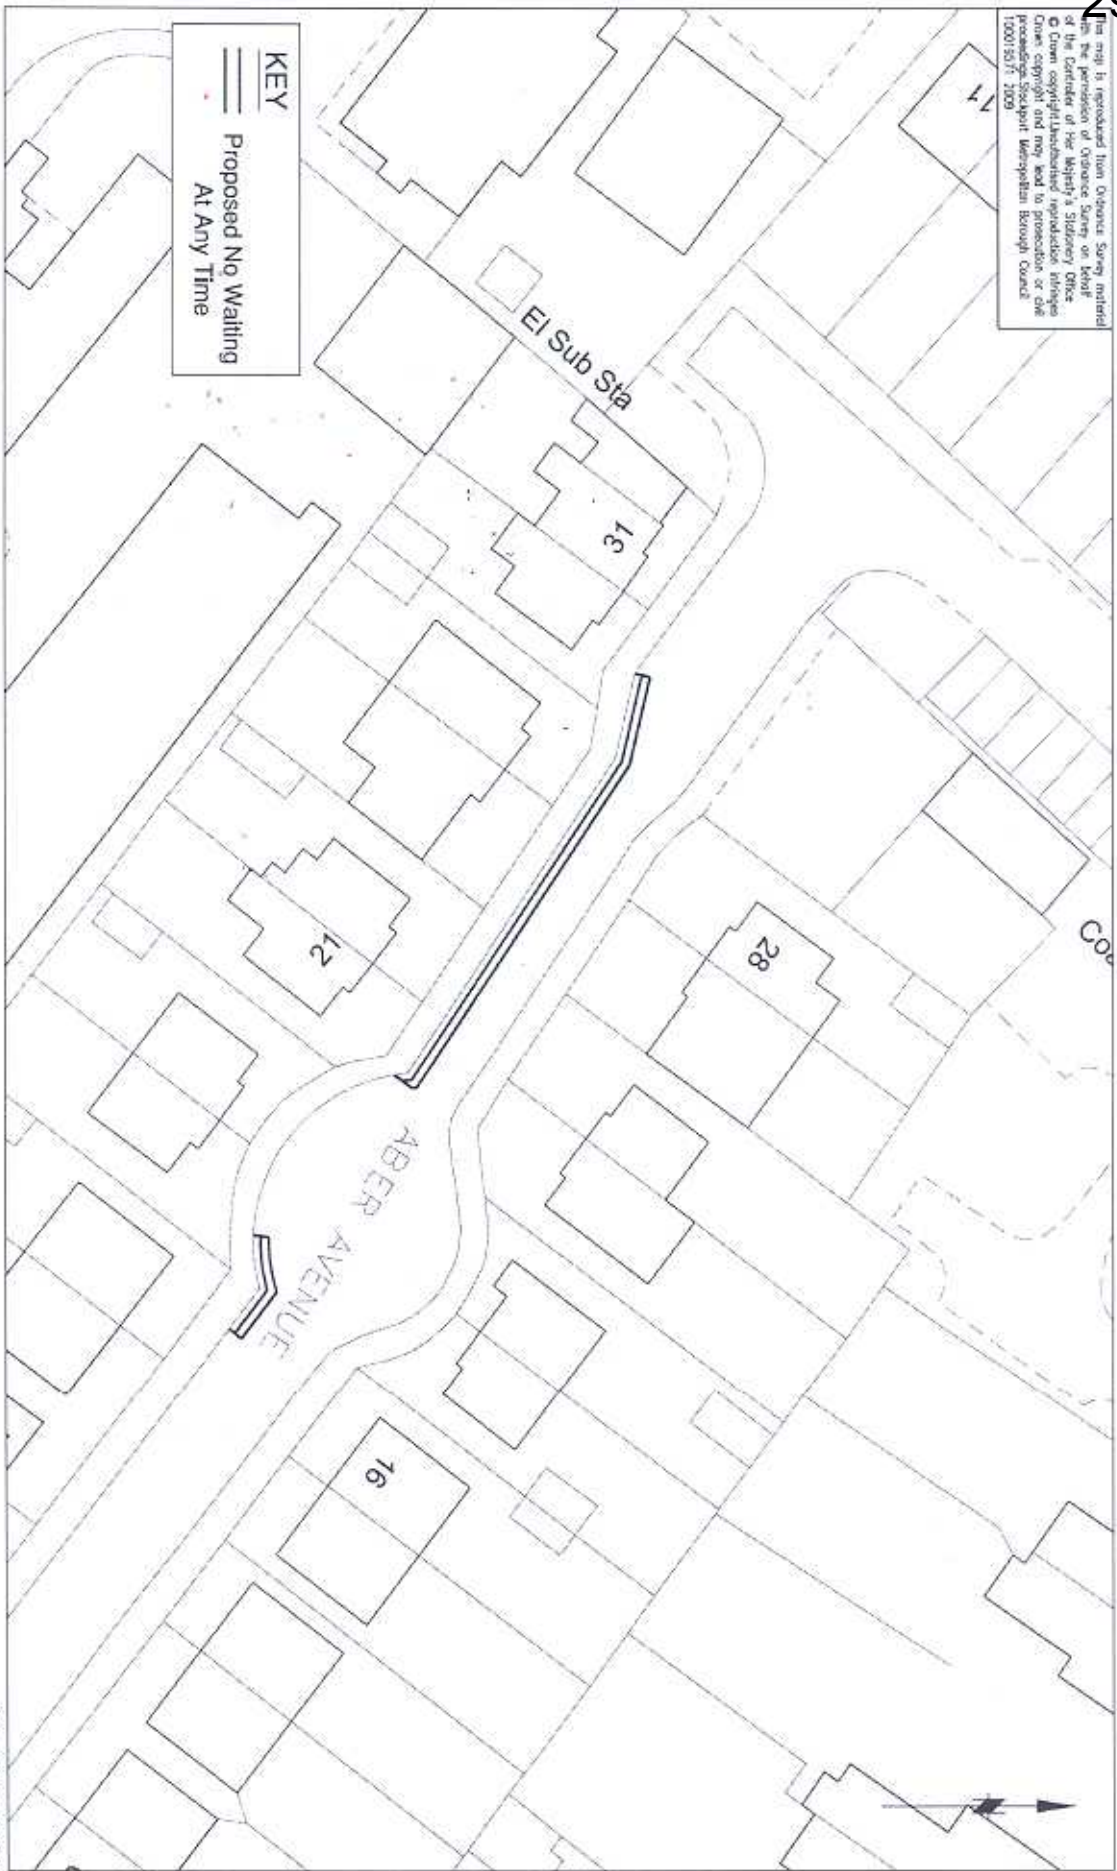 29
This map is reproduced from Ordnance Survey material
with the permission of Ordnance Survey on behalf
of the Controller of Her Majesty's Stationery Office
© Crown copyright.Unauthorised reproduction infringes
Crown copyright and may lead to prosecution or civil
proceedings.Stockport Metropolitan Borough Council
100019571 2009
11
El Sub Sta
31
28
21
ABER AVENUE
16
KEY
Proposed No Waiting
At Any Time